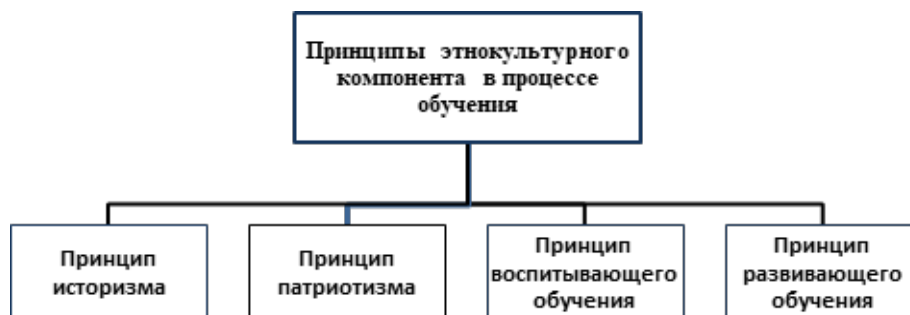 Принципы этнокультурного
компонента в процессе
обучения
Принцип
историзма
Принцип
патриотизма
Принцип
воспитывающего
обучения
Принцип
развивающего
обучения